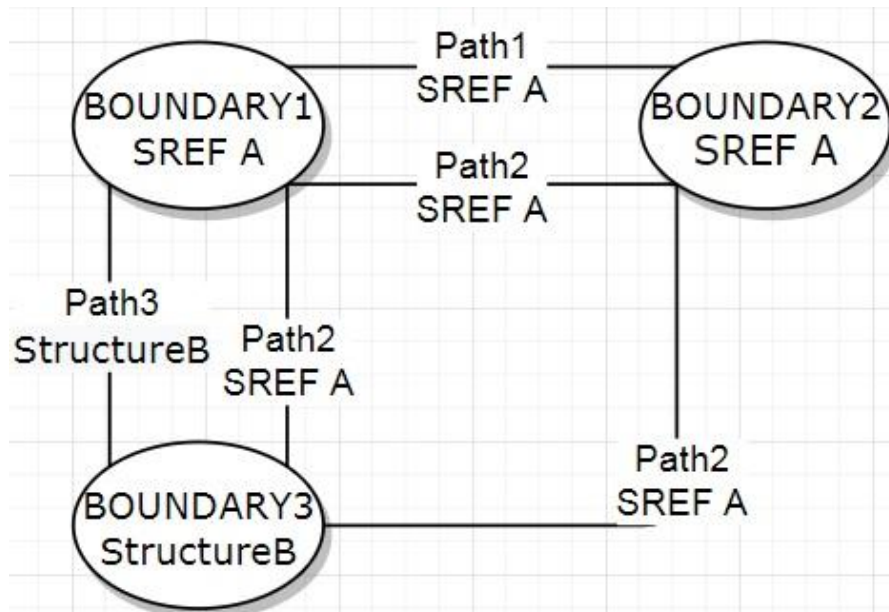 Path1
SREF A
BOUNDARY1
SREF A
BOUNDARY2
SREF A
Path2
SREF A
Path3
StructureB
Path2
SREF A
Path2
SREF A
BOUNDARY3
StructureB